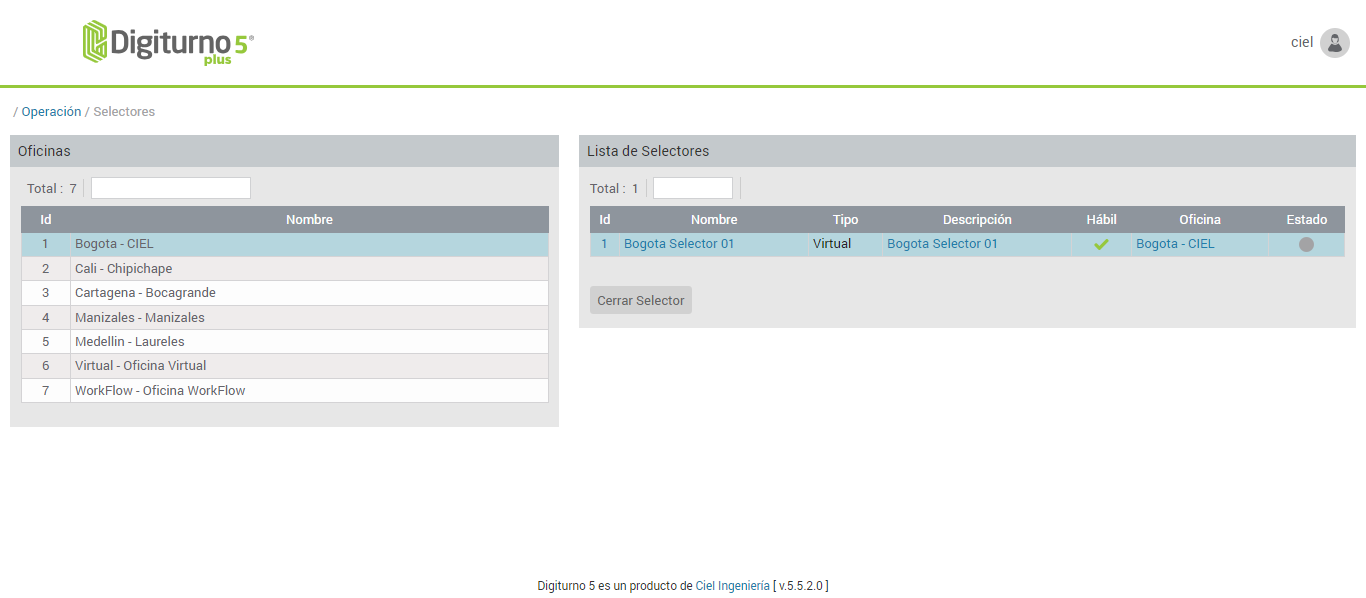 Digiturno 5®
plus
ciel
/ Operación / Selectores
Oficinas
Total : 7
Id Nombre
1 Bogota - CIEL
2 Cali - Chipichape
3 Cartagena - Bocagrande
4 Manizales - Manizales
5 Medellin - Laureles
6 Virtual - Oficina Virtual
7 WorkFlow - Oficina WorkFlow
Lista de Selectores
Total : 1
Id Nombre Tipo Descripción Hábil Oficina Estado
1 Bogota Selector 01 Virtual Bogota Selector 01 Bogota - CIEL
Cerrar Selector
Digiturno 5 es un producto de Ciel Ingeniería [ v.5.5.2.0 ]